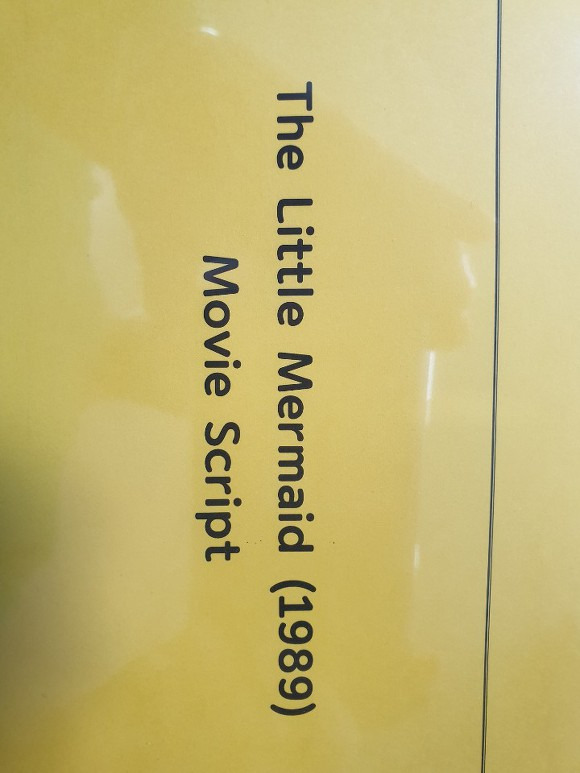 The Little Mermaid (1989)
Movie Script